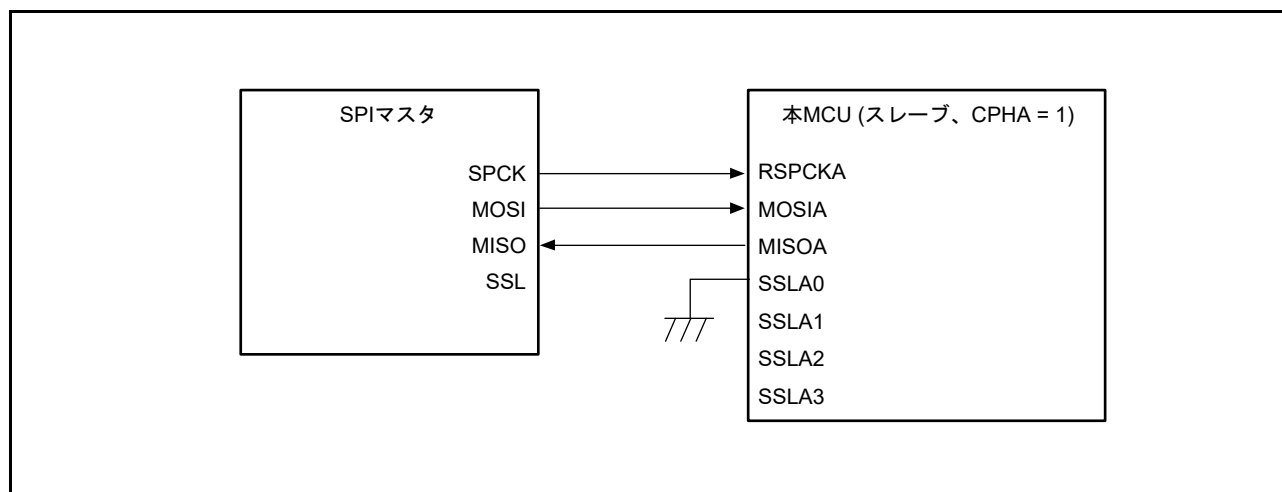 SPIマスタ
SPCK
MOSI
MISO
SSL
本MCU (スレーブ、CPHA = 1)
RSPCKA
MOSIA
MISOA
SSLA0
SSLA1
SSLA2
SSLA3